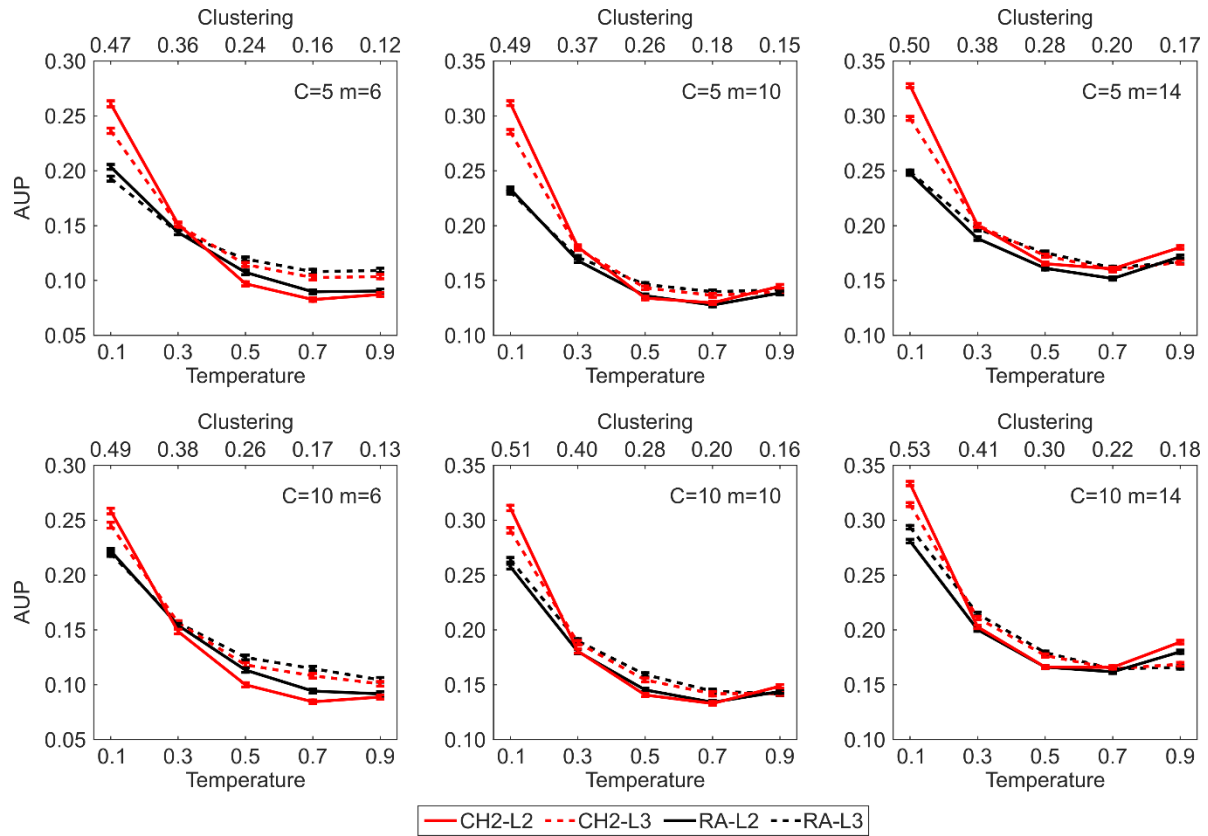 Clustering Clustering Clustering
0.47 0.36 0.24 0.16 0.12 0.49 0.37 0.26 0.18 0.15 0.50 0.38 0.28 0.20 0.17
0.30 0.35 0.35
C=5 m=6 C=5 m=10 C=5 m=14
0.25 0.30 0.30
0.20 0.25 0.25
AUP
0.15 0.20 0.20
0.10 0.15 0.15
0.05 0.10 0.10
0.1 0.3 0.5 0.7 0.9 0.1 0.3 0.5 0.7 0.9 0.1 0.3 0.5 0.7 0.9
Temperature Temperature Temperature
Clustering Clustering Clustering
0.49 0.38 0.26 0.17 0.13 0.51 0.40 0.28 0.20 0.16 0.53 0.41 0.30 0.22 0.18
0.30 0.35 0.35
C=10 m=6 C=10 m=10 C=10 m=14
0.25 0.30 0.30
0.20 0.25 0.25
AUP
0.15 0.20 0.20
0.10 0.15 0.15
0.05 0.10 0.10
0.1 0.3 0.5 0.7 0.9 0.1 0.3 0.5 0.7 0.9 0.1 0.3 0.5 0.7 0.9
Temperature Temperature Temperature
CH2-L2 CH2-L3 RA-L2 RA-L3